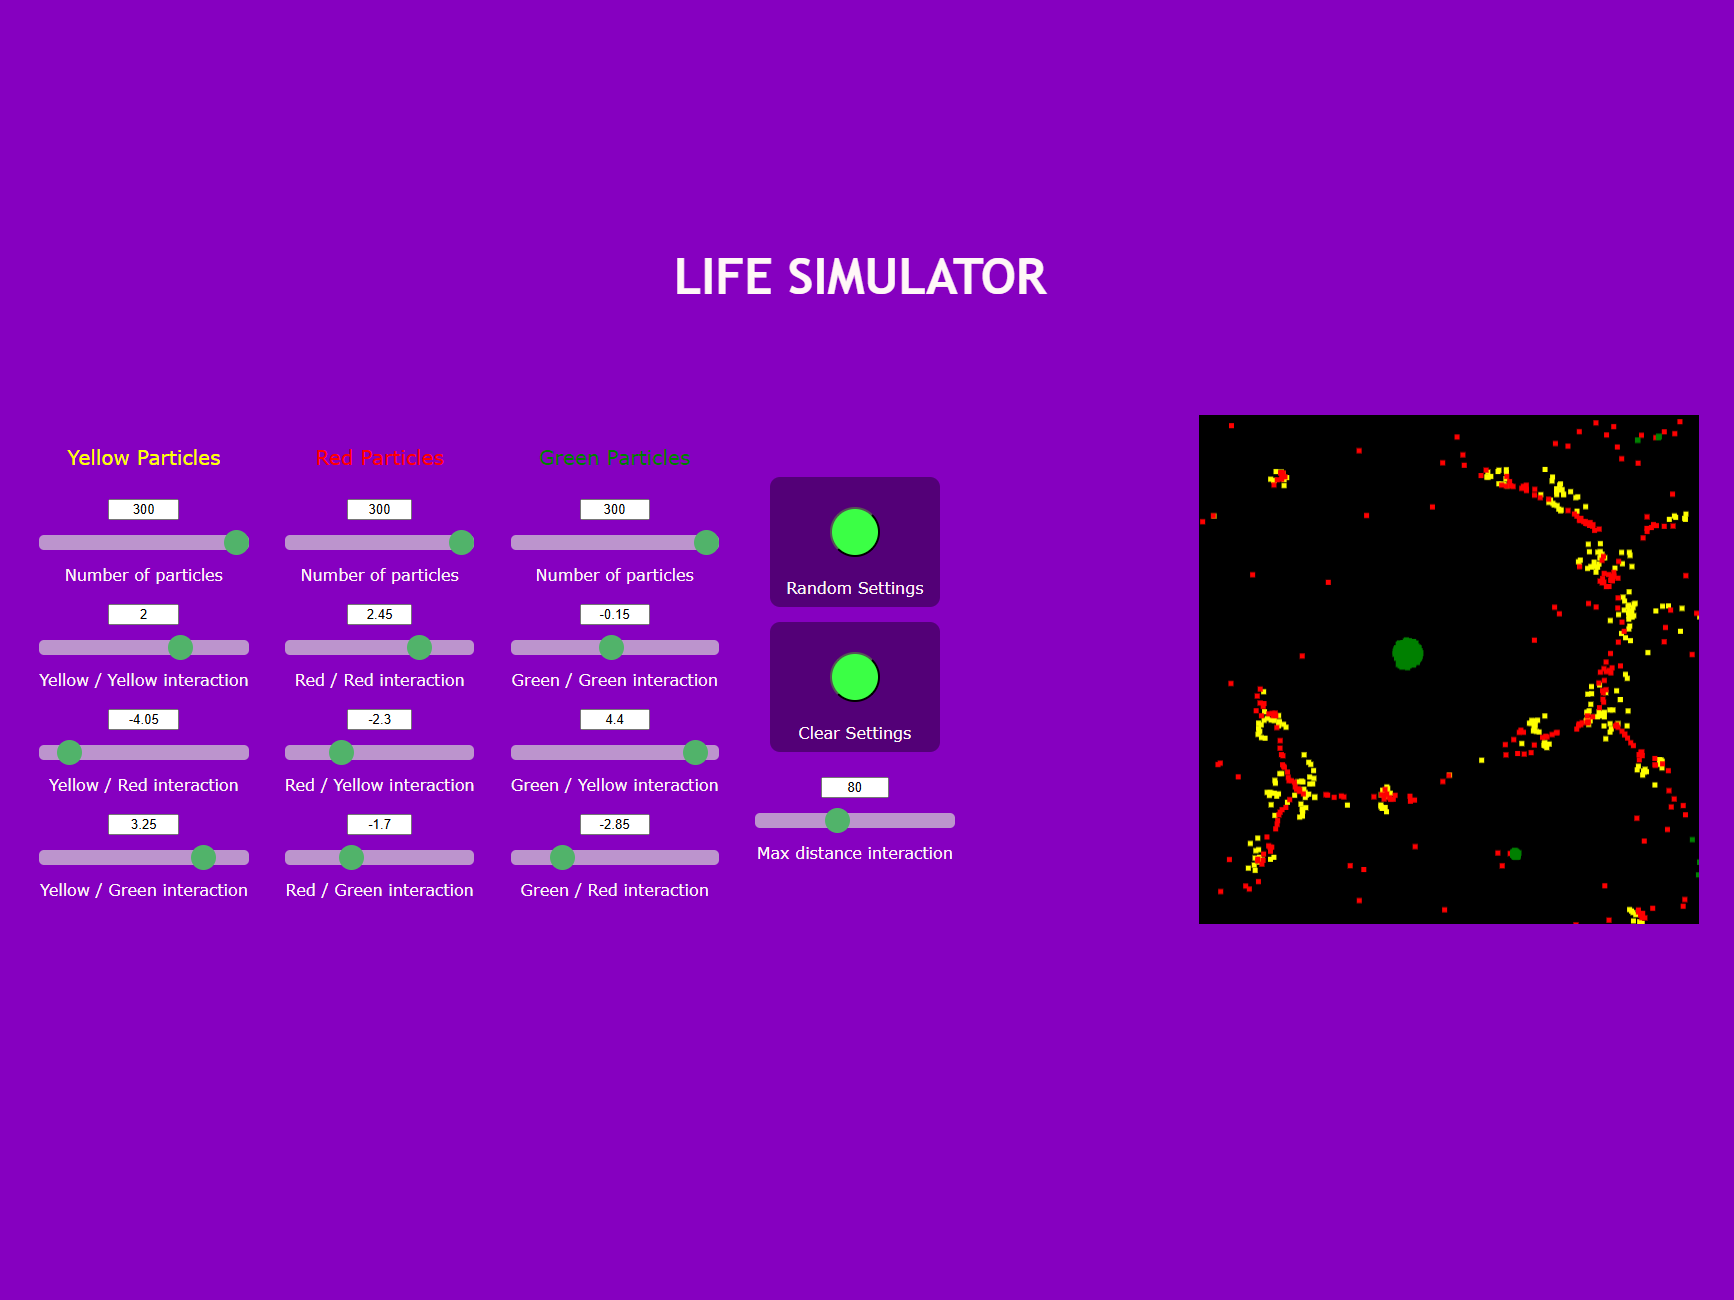 LIFE SIMULATOR
Yellow Particles
300
Number of particles
2
Yellow / Yellow interaction
-4.05
Yellow / Red interaction
3.25
Yellow / Green interaction
Red Particles
300
Number of particles
2.45
Red / Red interaction
-2.3
Red / Yellow interaction
-1.7
Red / Green interaction
Green Particles
300
Number of particles
-0.15
Green / Green interaction
4.4
Green / Yellow interaction
-2.85
Green / Red interaction
Random Settings
Clear Settings
80
Max distance interaction